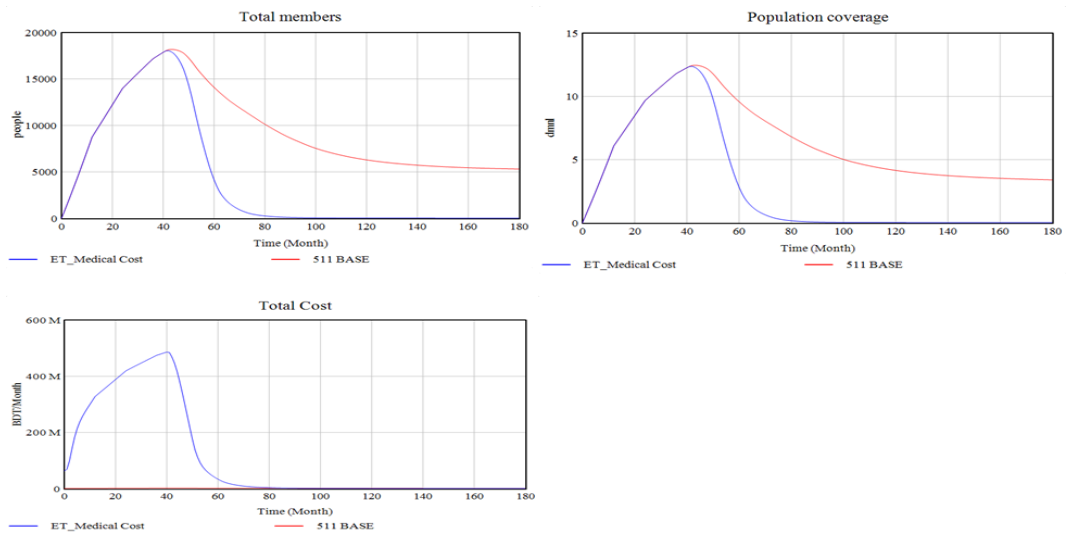 Total members
20000
15000
10000
5000
0
people
0 20 40 60 80 100 120 140 160 180
Time (Month)
ET_Medical Cost 511 BASE
Population coverage
15
10
5
0
dmnl
0 20 40 60 80 100 120 140 160 180
Time (Month)
ET_Medical Cost 511 BASE
Total Cost
600 M
400 M
200 M
0
BDT/Month
0 20 40 60 80 100 120 140 160 180
Time (Month)
ET_Medical Cost 511 BASE